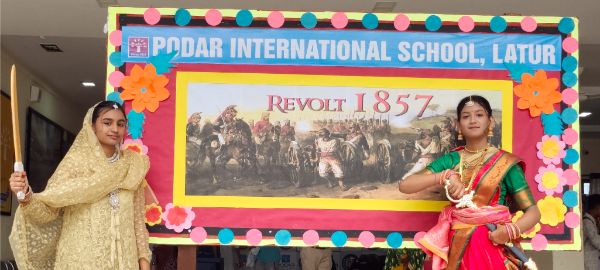 PODAR INTERNATIONAL SCHOOL, LATUR
REVOLT 1857